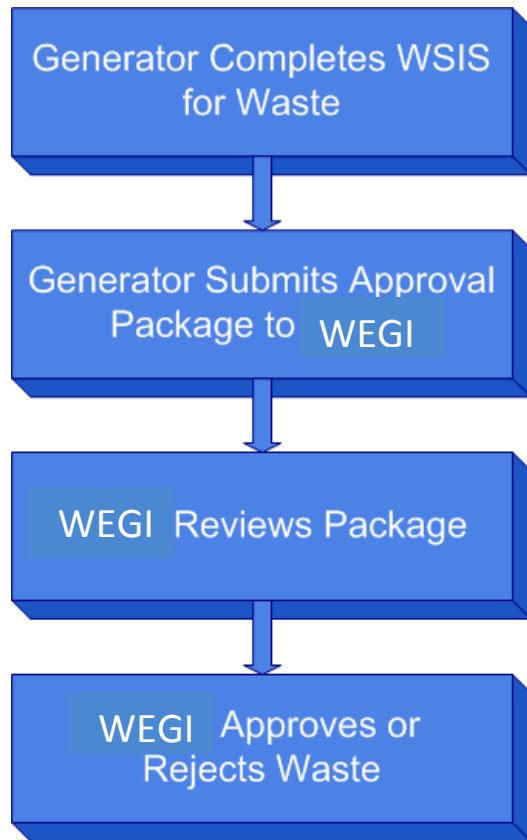 Generator Completes WSIS
for Waste
Generator Submits Approval
Package to WEGI
WEGI Reviews Package
WEGI Approves or
Rejects Waste